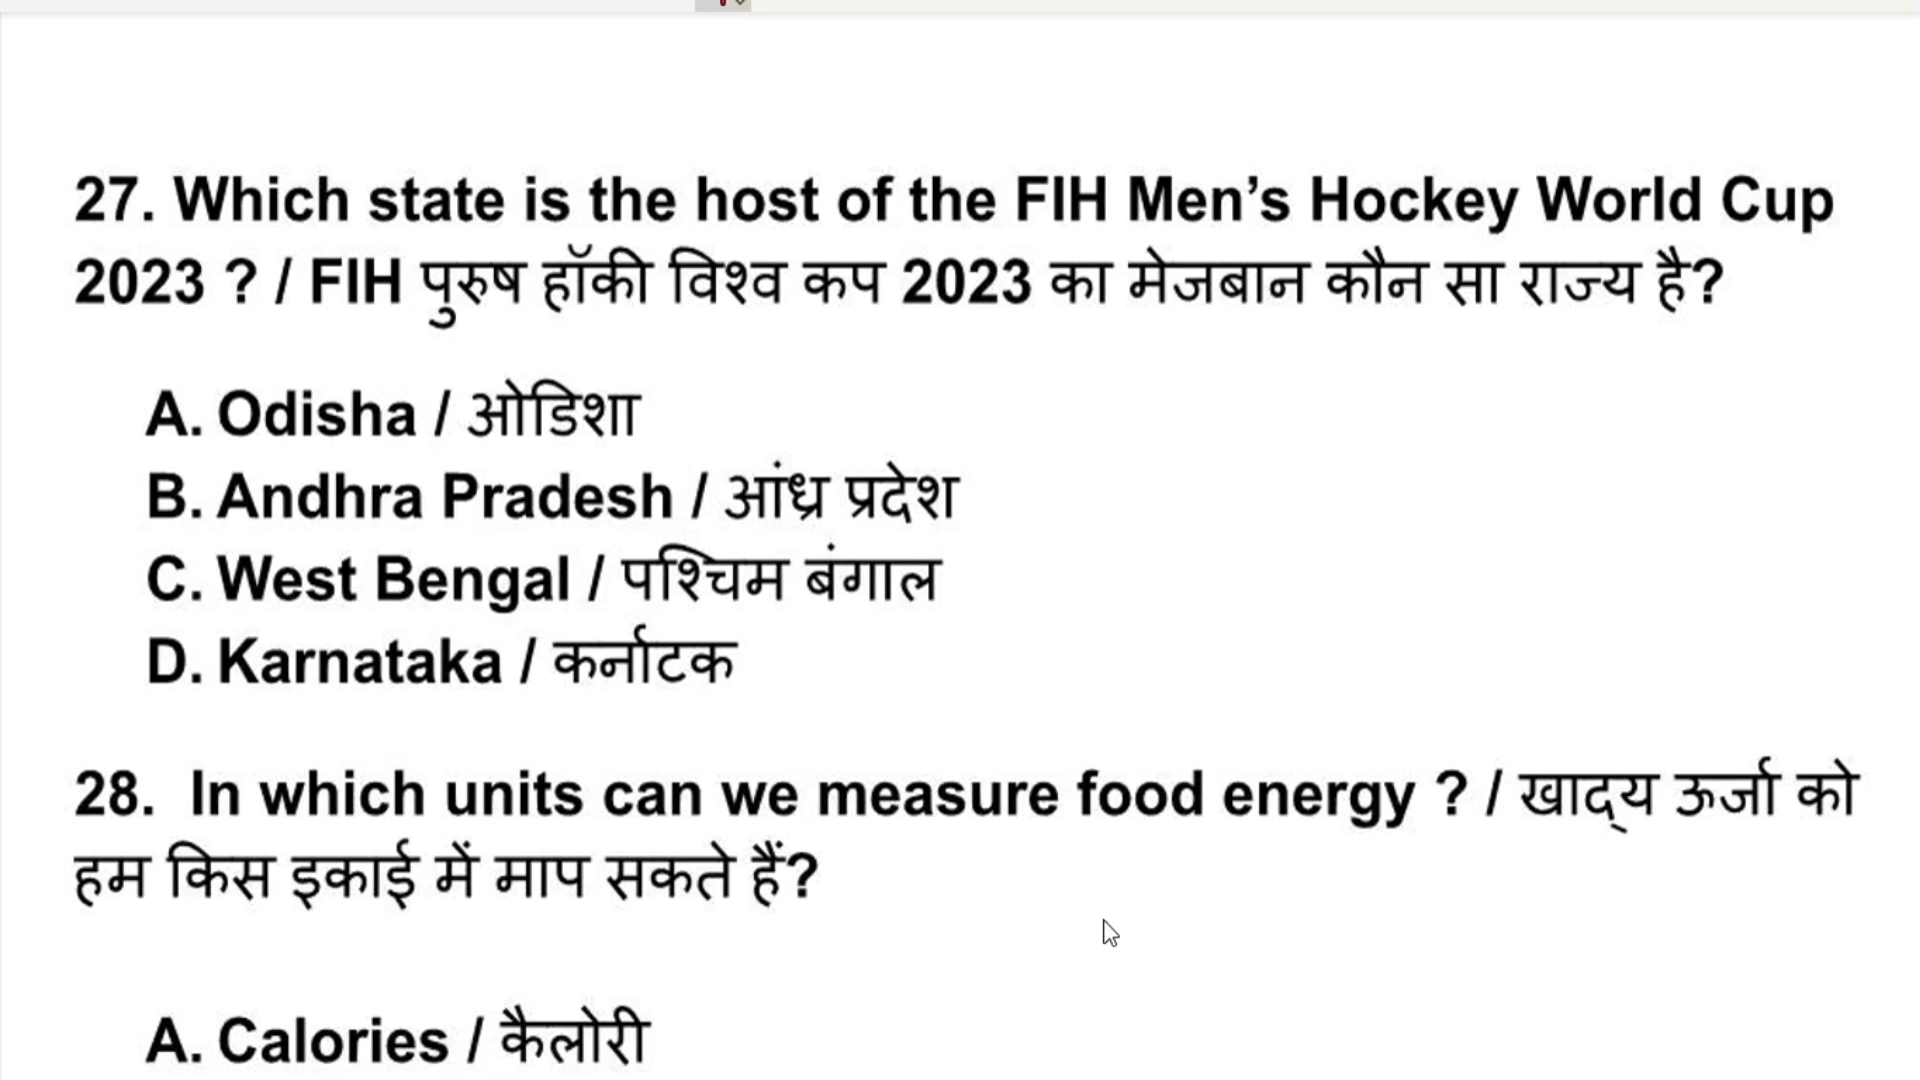 27. Which state is the host of the FIH Men’s Hockey World Cup
2023 ? / FIH पुरुष हॉकी विश्व कप 2023 का मेजबान कौन सा राज्य है?
A. Odisha / ओडिशा
B. Andhra Pradesh / आंध्र प्रदेश
C. West Bengal / पश्चिम बंगाल
D. Karnataka / कर्नाटक
28. In which units can we measure food energy ? / खाद्य ऊर्जा को
हम किस इकाई में माप सकते हैं?
A. Calories / कैलोरी